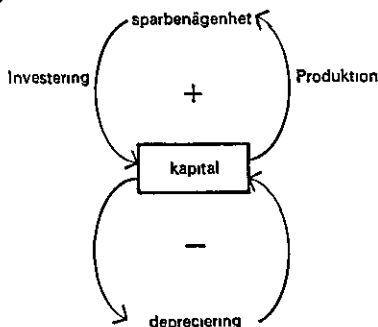 sparbenägenhet
Investering
Produktion
+
kapital
−
depreciering